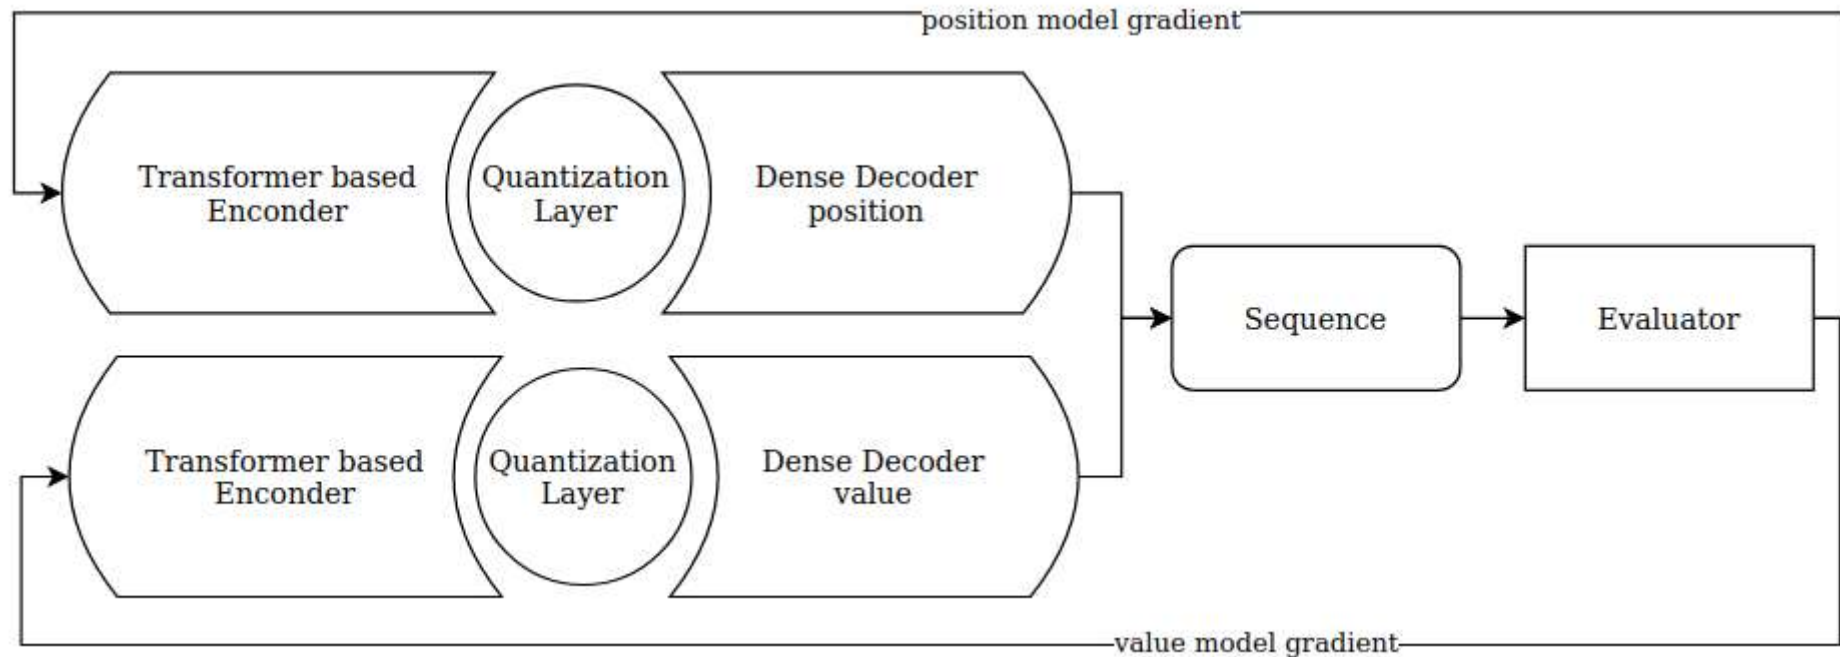 position model gradient
Transformer based
Enconder
Quantization
Layer
Dense Decoder
position
Sequence
Evaluator
Transformer based
Enconder
Quantization
Layer
Dense Decoder
value
value model gradient